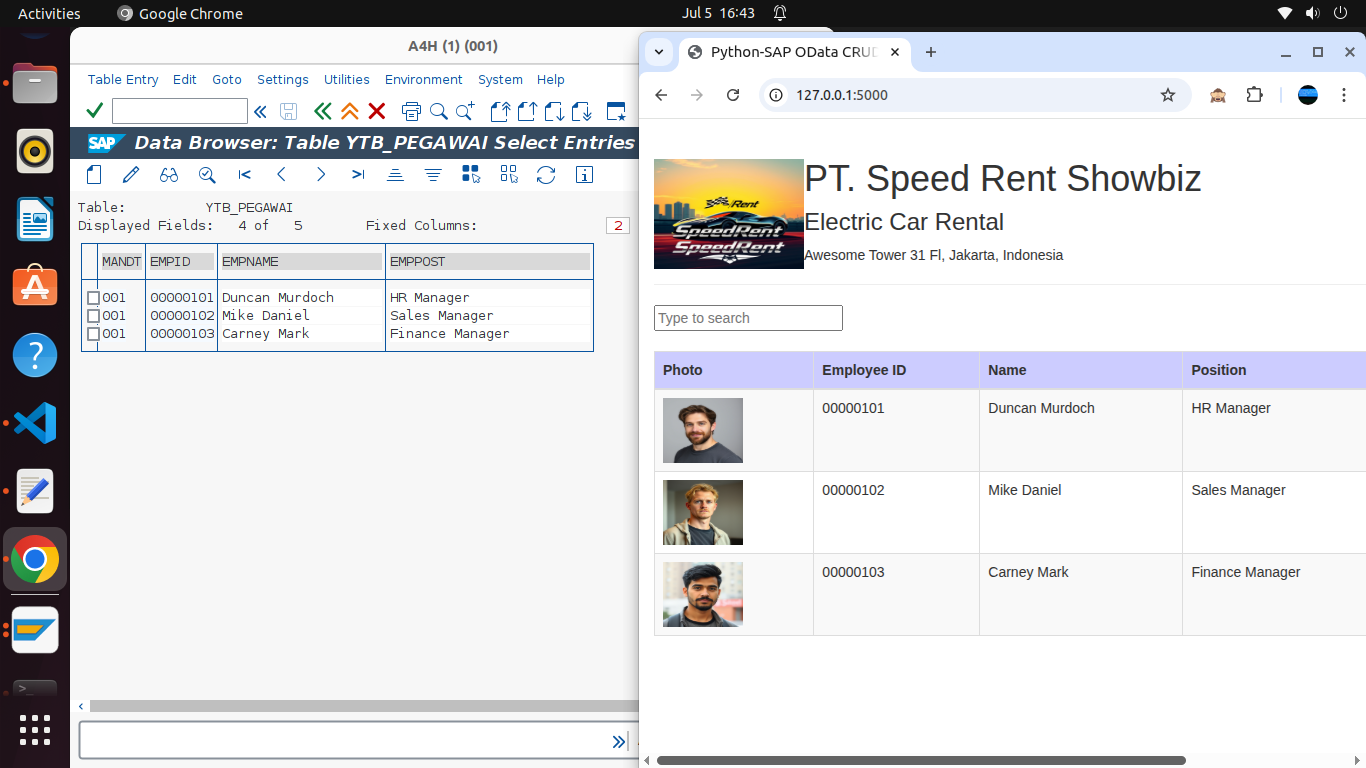 Activities Google Chrome Jul 5 16:43
A4H (1) (001)
Table Entry Edit Goto Settings Utilities Environment System Help
SAP Data Browser: Table YTB_PEGAWAI Select Entries
Table: YTB_PEGAWAI
Displayed Fields: 4 of 5 Fixed Columns: 2
MANDT EMPID EMPNAME EMPPOST
001 00000101 Duncan Murdoch HR Manager
001 00000102 Mike Daniel Sales Manager
001 00000103 Carney Mark Finance Manager
Python-SAP OData CRUD
127.0.0.1:5000
Rent
SpeedRent
SpeedRent
PT. Speed Rent Showbiz
Electric Car Rental
Awesome Tower 31 Fl, Jakarta, Indonesia
Type to search
Photo Employee ID Name Position
00000101 Duncan Murdoch HR Manager
00000102 Mike Daniel Sales Manager
00000103 Carney Mark Finance Manager